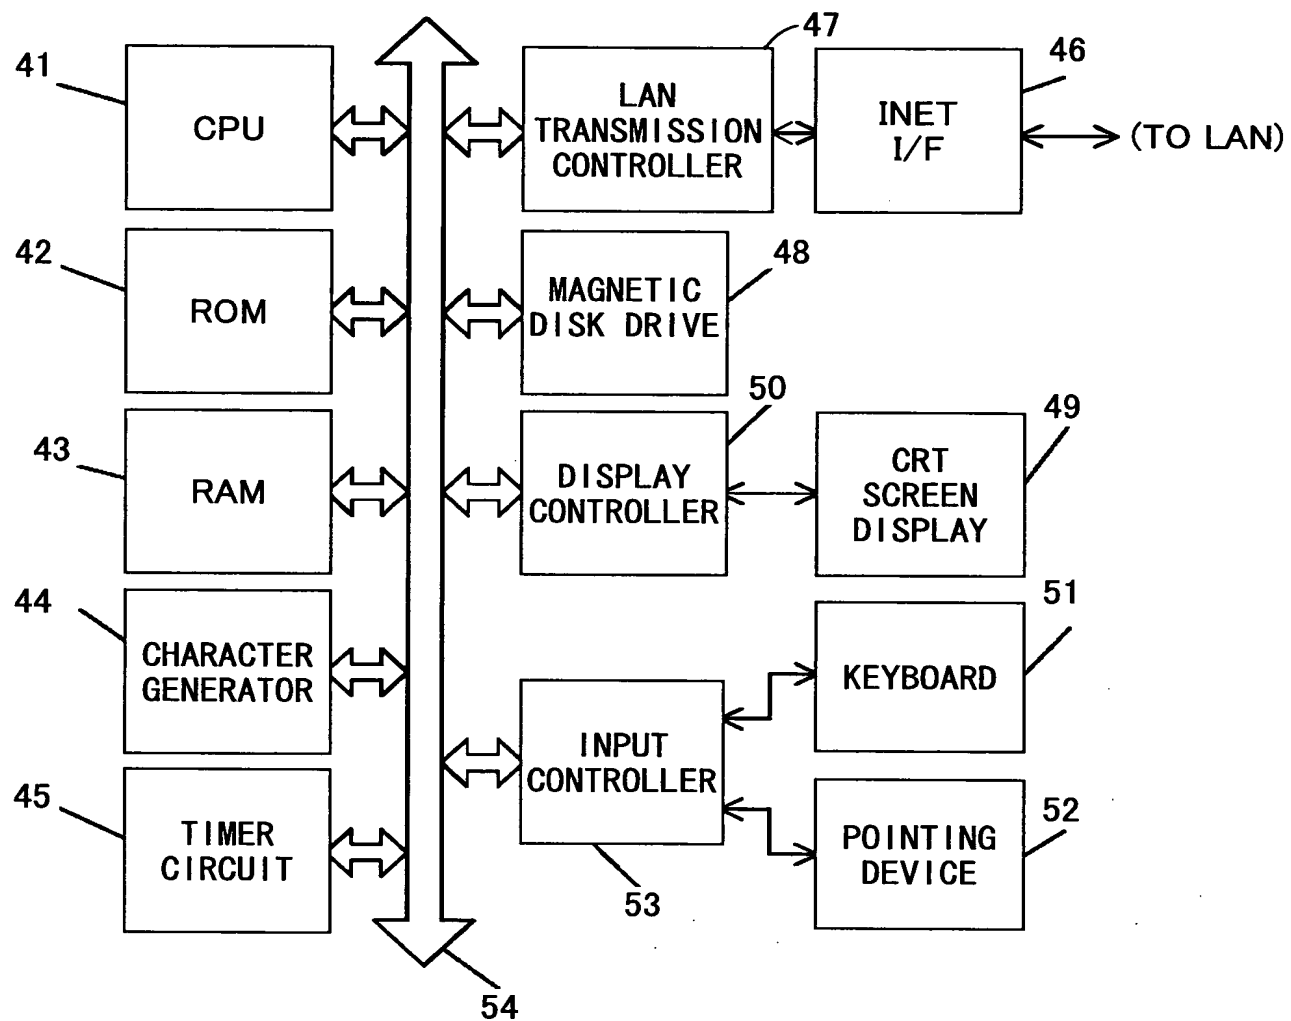 47
41
CPU
LAN
TRANSMISSION
CONTROLLER
46
INET
I/F
(TO LAN)
42
ROM
48
MAGNETIC
DISK DRIVE
43
RAM
50
DISPLAY
CONTROLLER
49
CRT
SCREEN
DISPLAY
44
CHARACTER
GENERATOR
51
KEYBOARD
INPUT
CONTROLLER
53
45
TIMER
CIRCUIT
52
POINTING
DEVICE
54